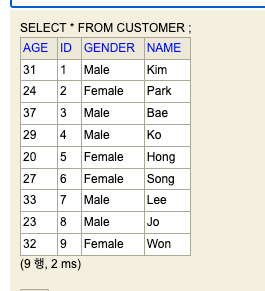 SELECT * FROM CUSTOMER ;
AGE ID GENDER NAME
31 1 Male Kim
24 2 Female Park
37 3 Male Bae
29 4 Male Ko
20 5 Female Hong
27 6 Female Song
33 7 Male Lee
23 8 Male Jo
32 9 Female Won
(9 행, 2 ms)